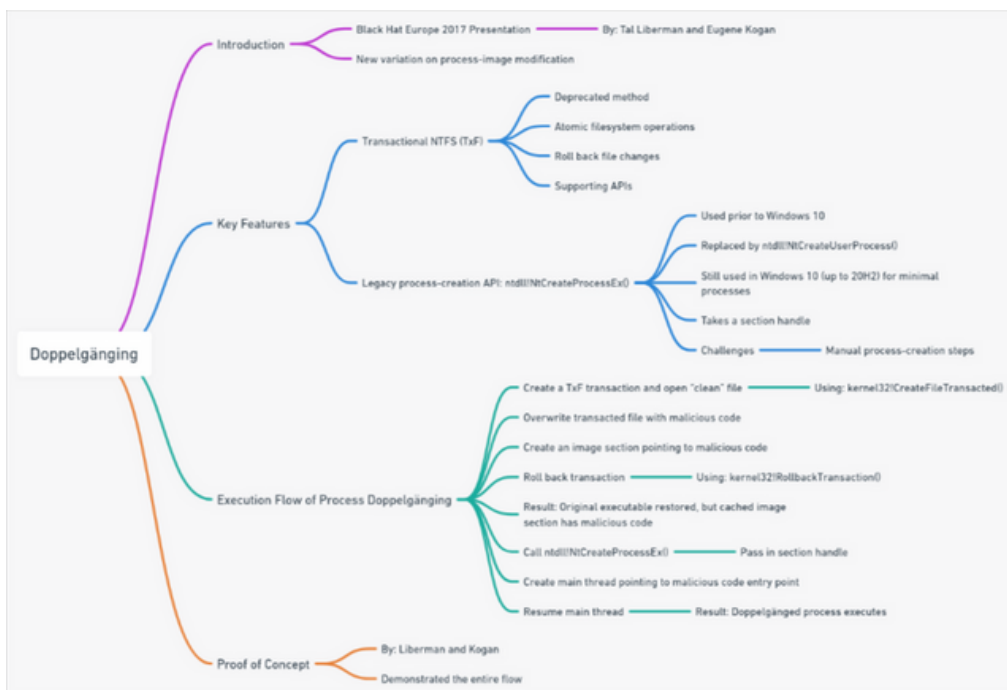 Doppelgänging
Introduction
Black Hat Europe 2017 Presentation
By: Tal Liberman and Eugene Kogan
New variation on process-image modification
Key Features
Transactional NTFS (TxF)
Deprecated method
Atomic filesystem operations
Roll back file changes
Supporting APIs
Legacy process-creation API: ntdll!NtCreateProcessEx()
Used prior to Windows 10
Replaced by ntdll!NtCreateUserProcess()
Still used in Windows 10 (up to 20H2) for minimal
processes
Takes a section handle
Challenges
Manual process-creation steps
Execution Flow of Process Doppelgänging
Create a TxF transaction and open "clean" file
Using: kernel32!CreateFileTransacted()
Overwrite transacted file with malicious code
Create an image section pointing to malicious code
Roll back transaction
Using: kernel32!RollbackTransaction()
Result: Original executable restored, but cached image
section has malicious code
Call ntdll!NtCreateProcessEx()
Pass in section handle
Create main thread pointing to malicious code entry point
Resume main thread
Result: Doppelgänged process executes
Proof of Concept
By: Liberman and Kogan
Demonstrated the entire flow